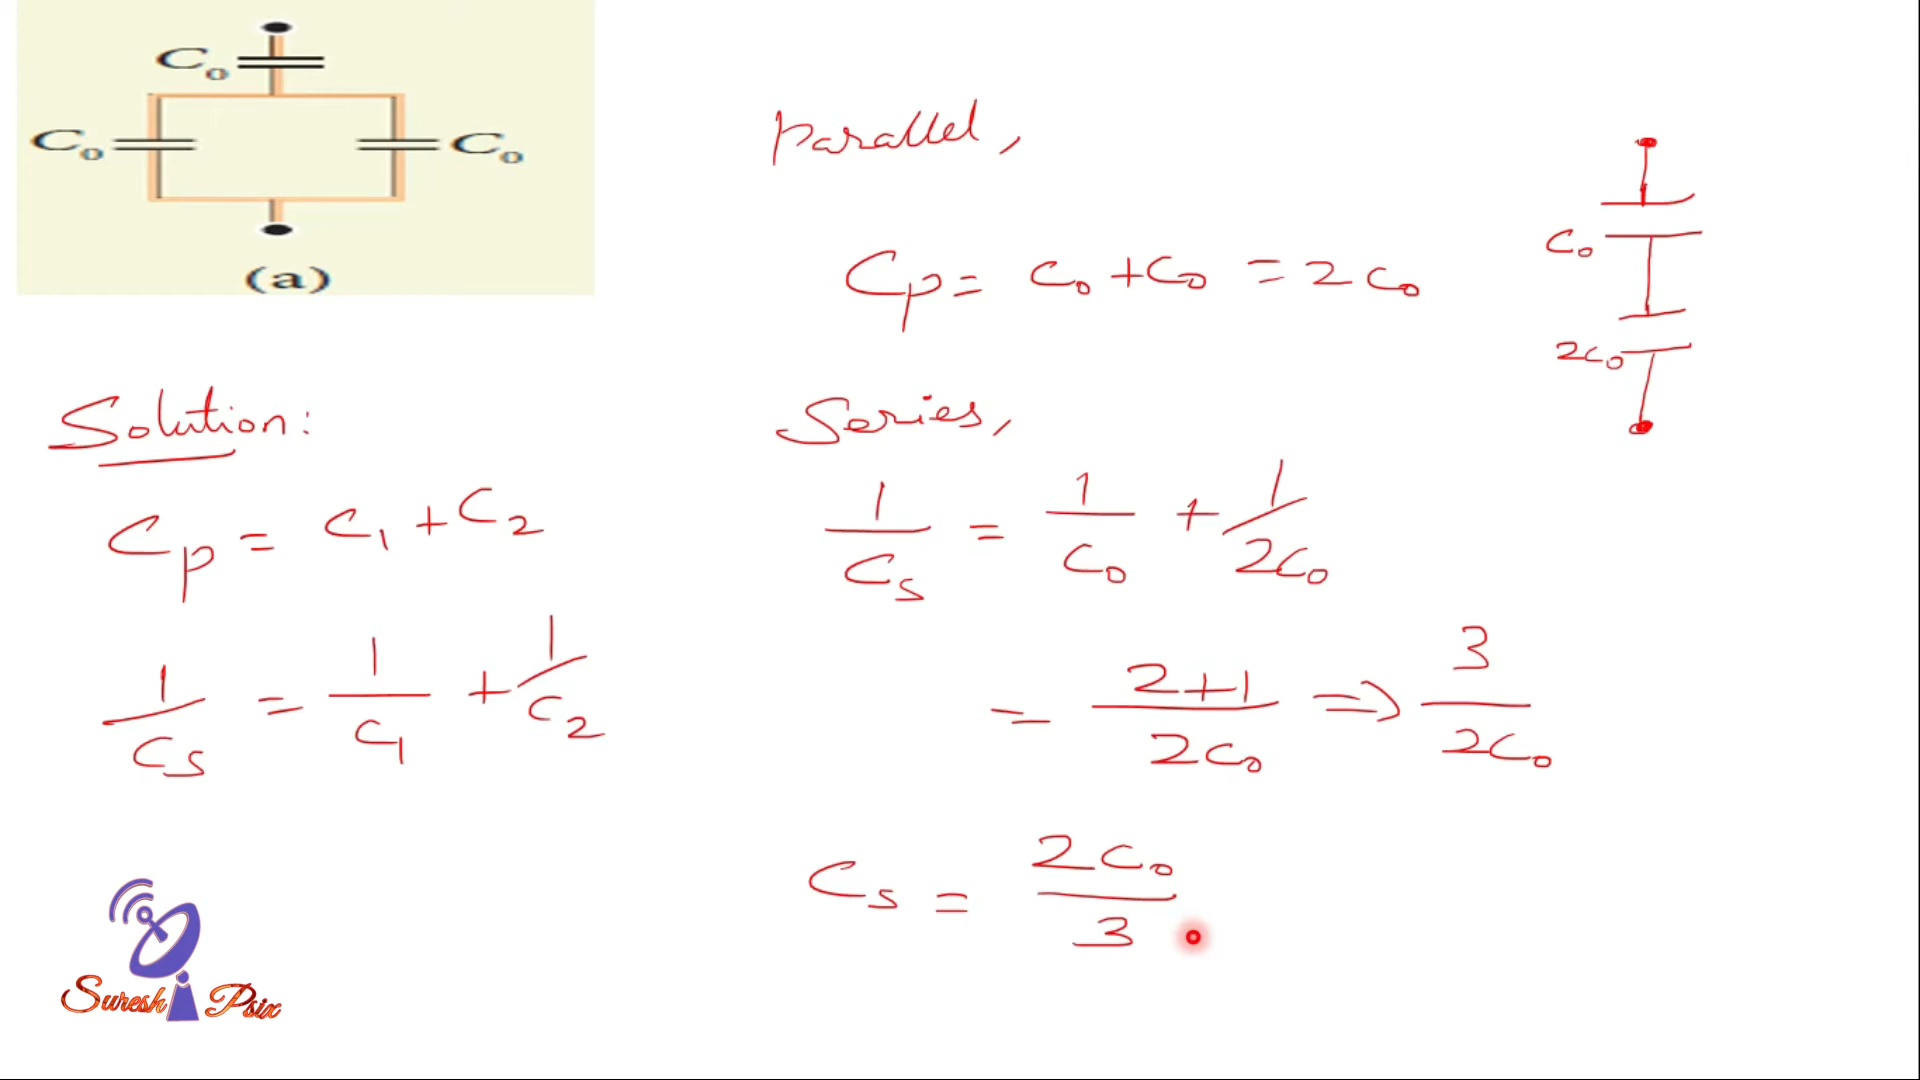 C₀
C₀ C₀
(a)
Solution:
Cp = C₁ + C₂
1/Cs = 1/C₁ + 1/C₂
Parallel,
Cp = C₀ + C₀ = 2C₀
Series,
1/Cs = 1/C₀ + 1/2C₀
= 2+1/2C₀ ⇒ 3/2C₀
Cs = 2C₀/3
C₀
2C₀
Suresh Psix